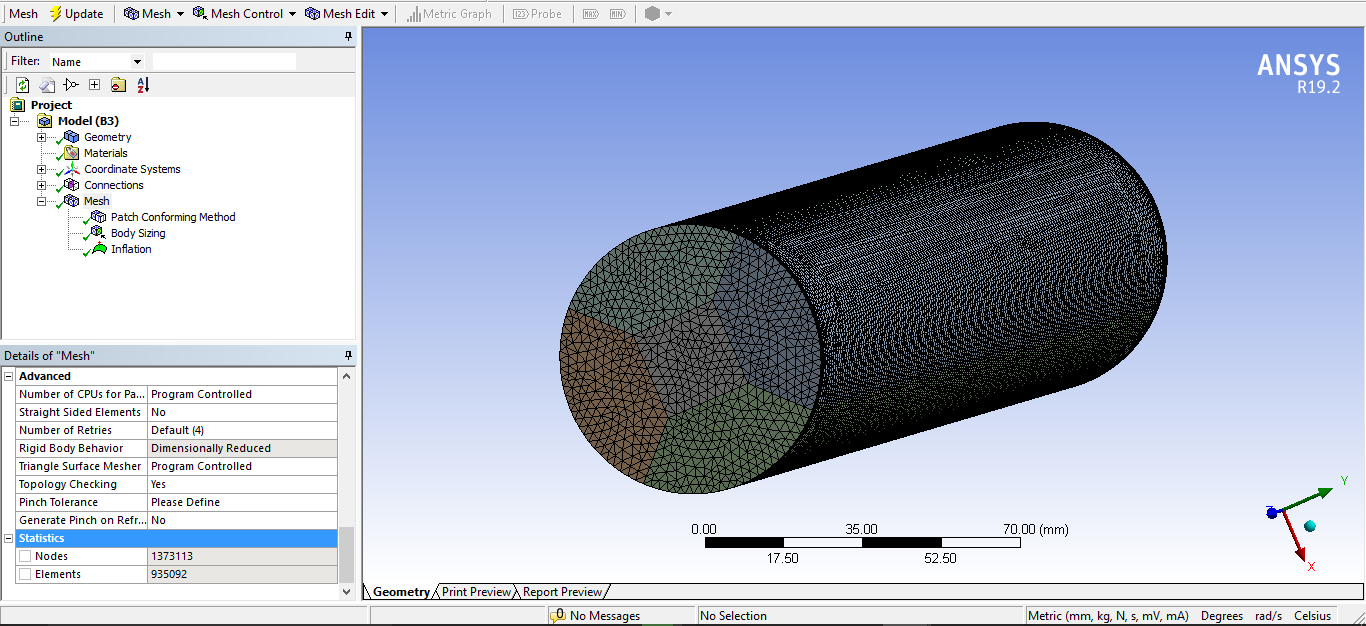 Mesh Update Mesh Mesh Control Mesh Edit Metric Graph Probe MAX MIN
Outline
Filter: Name
Project
Model (B3)
Geometry
Materials
Coordinate Systems
Connections
Mesh
Patch Conforming Method
Body Sizing
Inflation
Details of "Mesh"
Advanced
Number of CPUs for Pa... Program Controlled
Straight Sided Elements No
Number of Retries Default (4)
Rigid Body Behavior Dimensionally Reduced
Triangle Surface Mesher Program Controlled
Topology Checking Yes
Pinch Tolerance Please Define
Generate Pinch on Refr... No
Statistics
Nodes 1373113
Elements 935092
ANSYS
R19.2
0.00 35.00 70.00 (mm)
17.50 52.50
Y
Z
X
Geometry Print Preview Report Preview
0 No Messages No Selection Metric (mm, kg, N, s, mV, mA) Degrees rad/s Celsius